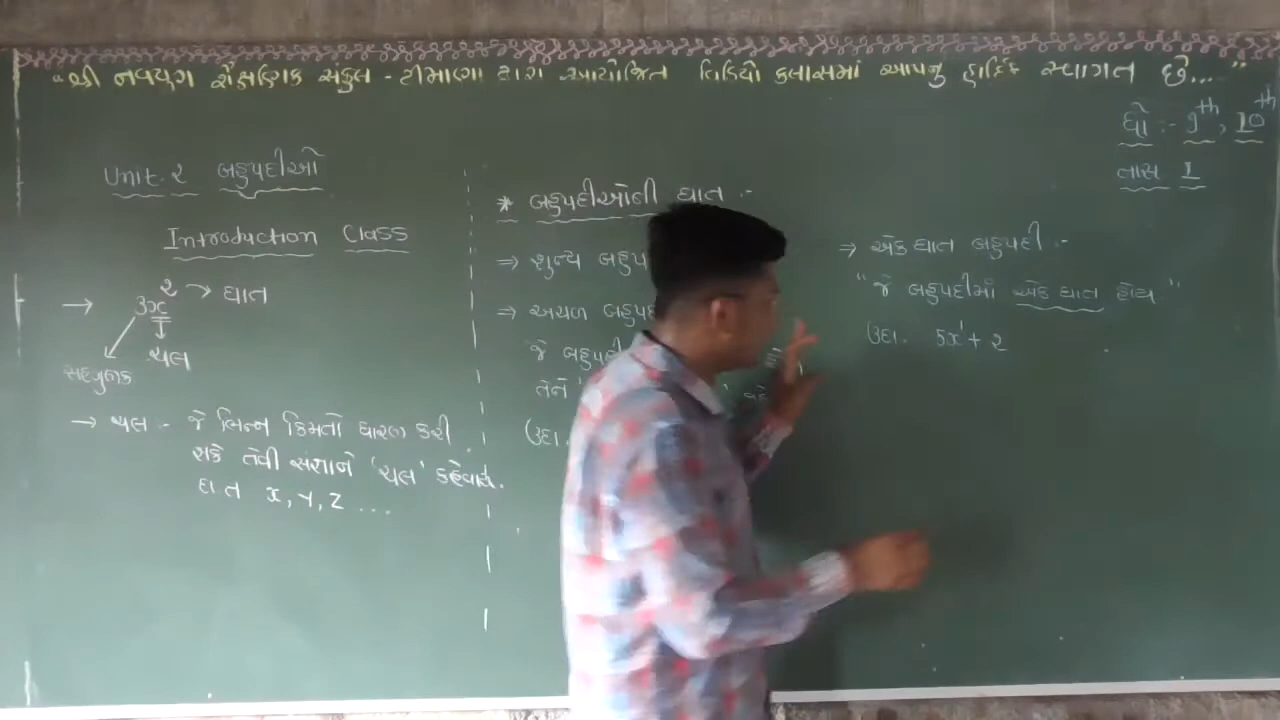 "શ્રી નવયુગ શૈક્ષણિક સંકુલ - ટીમાણા દ્વારા આયોજિત વિડિયો કલાસમાં આપનું હાર્દિક સ્વાગત છે... "
ધો :- 9th, 10th
તાસ 1
Unit. ૨ બહુપદીઓ
Introduction Class
→ 3x૨ → ઘાત
ચલ
સહગુણક
→ ચલ :- જે ભિન્ન કિંમતો ધારણ કરી
શકે તેવી સંજ્ઞાને 'ચલ' કહેવાય.
દા ત x, y, z ...
* બહુપદીઓની ઘાત :-
⇒ શૂન્ય બહુપ
⇒ અચળ બહુપદ
જે બહુપ
તેને
ઉદા.
⇒ એક ઘાત બહુપદી :-
"જે બહુપદીમાં એક ઘાત હોય"
ઉદા. 5x¹ + ૨